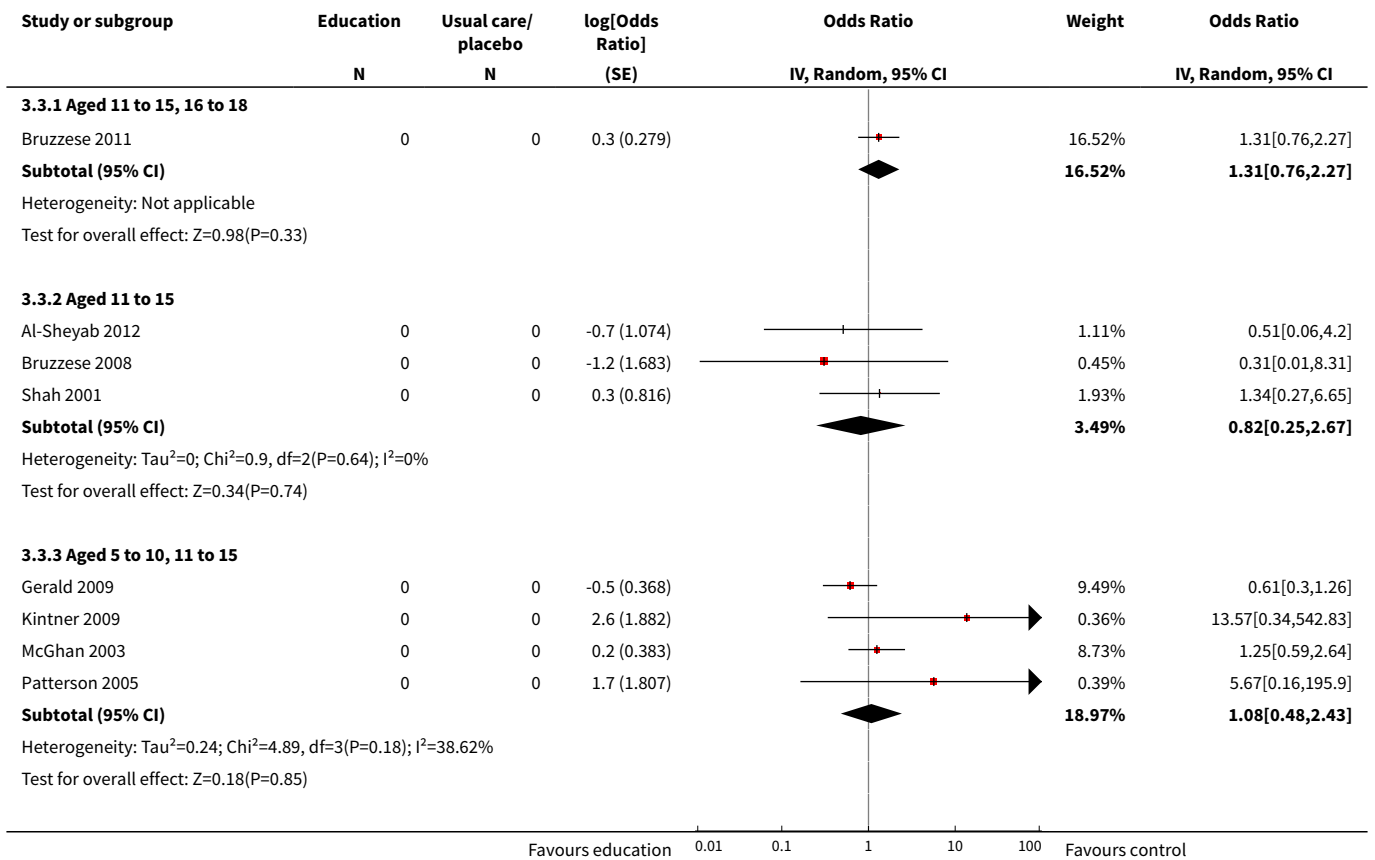 Study or subgroup Education Usual care/ log[Odds Odds Ratio Weight Odds Ratio
placebo Ratio]
N N (SE) IV, Random, 95% CI IV, Random, 95% CI
3.3.1 Aged 11 to 15, 16 to 18
Bruzzese 2011 0 0 0.3 (0.279) 16.52% 1.31[0.76,2.27]
Subtotal (95% CI) 16.52% 1.31[0.76,2.27]
Heterogeneity: Not applicable
Test for overall effect: Z=0.98(P=0.33)
3.3.2 Aged 11 to 15
Al-Sheyab 2012 0 0 -0.7 (1.074) 1.11% 0.51[0.06,4.2]
Bruzzese 2008 0 0 -1.2 (1.683) 0.45% 0.31[0.01,8.31]
Shah 2001 0 0 0.3 (0.816) 1.93% 1.34[0.27,6.65]
Subtotal (95% CI) 3.49% 0.82[0.25,2.67]
Heterogeneity: Tau²=0; Chi²=0.9, df=2(P=0.64); I²=0%
Test for overall effect: Z=0.34(P=0.74)
3.3.3 Aged 5 to 10, 11 to 15
Gerald 2009 0 0 -0.5 (0.368) 9.49% 0.61[0.3,1.26]
Kintner 2009 0 0 2.6 (1.882) 0.36% 13.57[0.34,542.83]
McGhan 2003 0 0 0.2 (0.383) 8.73% 1.25[0.59,2.64]
Patterson 2005 0 0 1.7 (1.807) 0.39% 5.67[0.16,195.9]
Subtotal (95% CI) 18.97% 1.08[0.48,2.43]
Heterogeneity: Tau²=0.24; Chi²=4.89, df=3(P=0.18); I²=38.62%
Test for overall effect: Z=0.18(P=0.85)
Favours education 0.01 0.1 1 10 100 Favours control